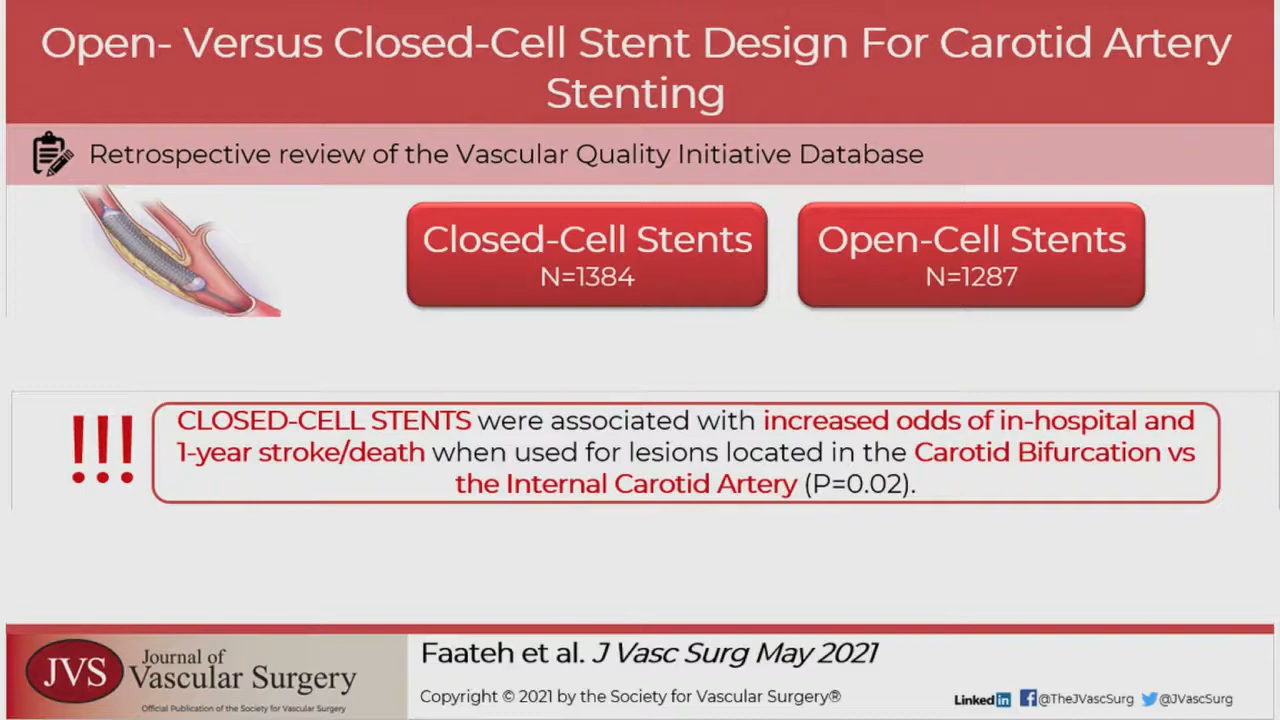 Open- Versus Closed-Cell Stent Design For Carotid Artery
Stenting
Retrospective review of the Vascular Quality Initiative Database
Closed-Cell Stents
N=1384
Open-Cell Stents
N=1287
!!!
CLOSED-CELL STENTS were associated with increased odds of in-hospital and
1-year stroke/death when used for lesions located in the Carotid Bifurcation vs
the Internal Carotid Artery (P=0.02).
JVS
Journal of
Vascular Surgery
Official Publication of the Society for Vascular Surgery
Faateh et al. J Vasc Surg May 2021
Copyright © 2021 by the Society for Vascular Surgery®
Linked in @TheJVascSurg @JVascSurg